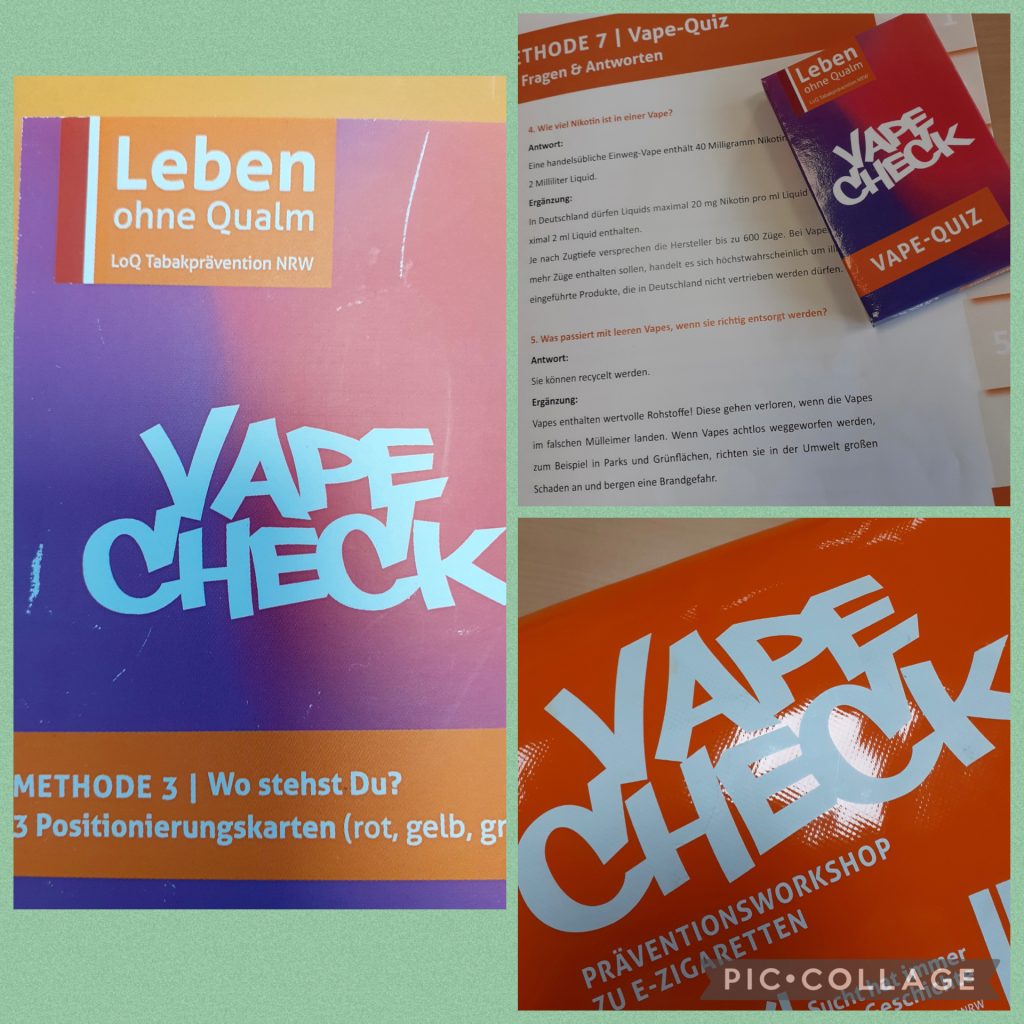 Leben
ohne Qualm
LoQ Tabakprävention NRW
VAPE
CHECK
METHODE 3 | Wo stehst Du?
3 Positionierungskarten (rot, gelb, gr
ETHODE 7 | Vape-Quiz
Fragen & Antworten
4. Wie viel Nikotin ist in einer Vape?
Antwort:
Eine handelsübliche Einweg-Vape enthält 40 Milligramm Nikotin
2 Milliliter Liquid.
Ergänzung:
In Deutschland dürfen Liquids maximal 20 mg Nikotin pro ml Liquid
ximal 2 ml Liquid enthalten.
Je nach Zugtiefe versprechen die Hersteller bis zu 600 Züge. Bei Vape
mehr Züge enthalten sollen, handelt es sich höchstwahrscheinlich um ill
eingeführte Produkte, die in Deutschland nicht vertrieben werden dürfen.
5. Was passiert mit leeren Vapes, wenn sie richtig entsorgt werden?
Antwort:
Sie können recycelt werden.
Ergänzung:
Vapes enthalten wertvolle Rohstoffe! Diese gehen verloren, wenn die Vapes
im falschen Mülleimer landen. Wenn Vapes achtlos weggeworfen werden,
zum Beispiel in Parks und Grünflächen, richten sie in der Umwelt großen
Schaden an und bergen eine Brandgefahr.
1
5
Leben
ohne Qualm
LoQ Tabakprävention NRW
VAPE
CHECK
VAPE-QUIZ
VAPE
CHECK
PRÄVENTIONSWORKSHOP
ZU E-ZIGARETTEN
Sucht hat immer
Geschichte
NRW
PIC•COLLAGE